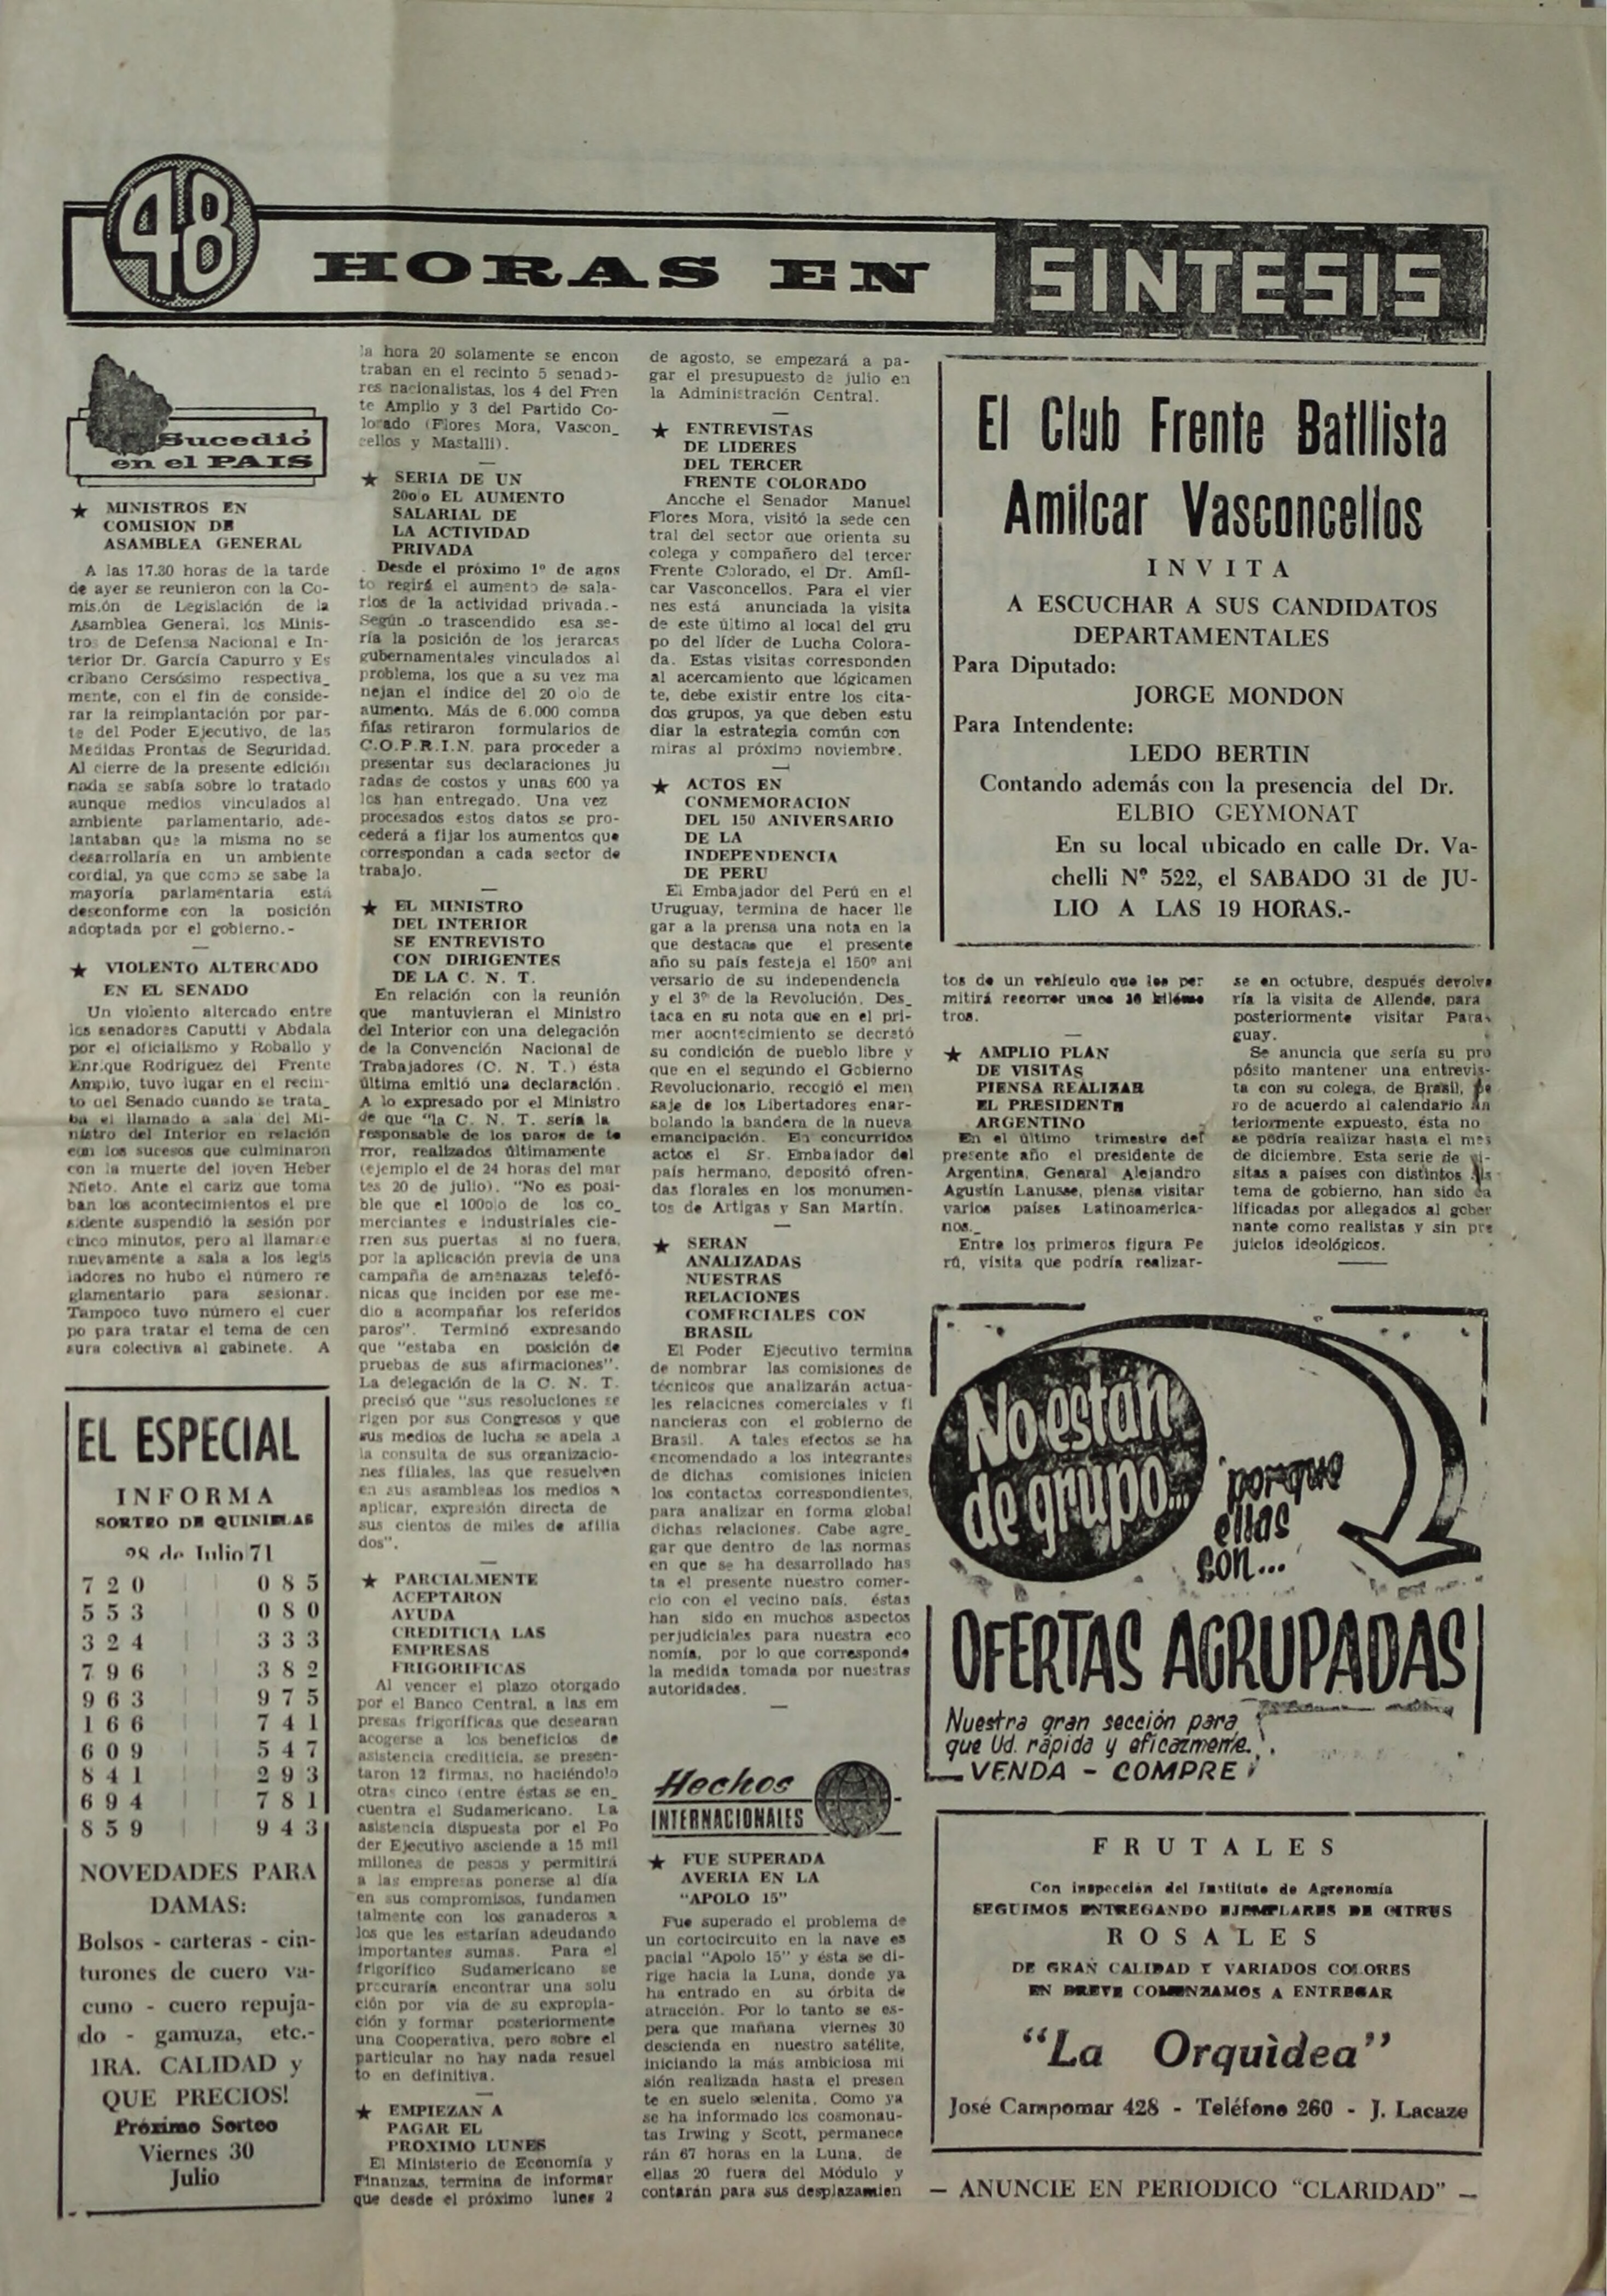 48 HORAS EN SINTESIS
Sucedió
en el PAIS
★ MINISTROS EN
COMISION DE
ASAMBLEA GENERAL
A las 17.30 horas de la tarde
de ayer se reunieron con la Co-
mis.ón de Legislación de la
Asamblea General, los Minis-
tros de Defensa Nacional e In-
terior Dr. García Capurro y Es
cribano Cersósimo respectiva_
mente, con el fin de conside-
rar la reimplantación por par-
te del Poder Ejecutivo, de las
Medidas Prontas de Seguridad.
Al cierre de la presente edición
nada se sabía sobre lo tratado
aunque medios vinculados al
ambiente parlamentario, ade-
lantaban que la misma no se
desarrollaría en un ambiente
cordial, ya que como se sabe la
mayoría parlamentaria está
desconforme con la posición
adoptada por el gobierno.-
★ VIOLENTO ALTERCADO
EN EL SENADO
Un violento altercado entre
los senadores Caputti y Abdala
por el oficialismo y Roballo y
Enr.que Rodríguez del Frente
Amplio, tuvo lugar en el recin-
to del Senado cuando se trata_
ba el llamado a sala del Mi-
nistro del Interior en relación
con los sucesos que culminaron
con la muerte del joven Heber
Nieto. Ante el cariz que toma
ban los acontecimientos el pre
sidente suspendió la sesión por
cinco minutos, pero al llamarse
nuevamente a sala a los legis
ladores no hubo el número re
glamentario para sesionar.
Tampoco tuvo número el cuer
po para tratar el tema de cen
sura colectiva al gabinete. A
la hora 20 solamente se encon
traban en el recinto 5 senado-
res nacionalistas, los 4 del Fren
te Amplio y 3 del Partido Co-
lorado (Flores Mora, Vascon_
cellos y Mastalli).
★ SERIA DE UN
20o|o EL AUMENTO
SALARIAL DE
LA ACTIVIDAD
PRIVADA
Desde el próximo 1º de agos
to regirá el aumento de sala-
rios de la actividad privada.-
Según lo trascendido esa se-
ría la posición de los jerarcas
gubernamentales vinculados al
problema, los que a su vez ma
nejan el índice del 20 o|o de
aumento. Más de 6.000 compa
ñías retiraron formularios de
C.O.P.R.I.N. para proceder a
presentar sus declaraciones ju
radas de costos y unas 600 ya
los han entregado. Una vez
procesados estos datos se pro-
cederá a fijar los aumentos que
correspondan a cada sector de
trabajo.
★ EL MINISTRO
DEL INTERIOR
SE ENTREVISTO
CON DIRIGENTES
DE LA C. N. T.
En relación con la reunión
que mantuvieran el Ministro
del Interior con una delegación
de la Convención Nacional de
Trabajadores (C. N. T.) ésta
última emitió una declaración.
A lo expresado por el Ministro
de que "la C. N. T. sería la
responsable de los paros de te
rror, realizados últimamente
(ejemplo el de 24 horas del mar
tes 20 de julio). "No es posi-
ble que el 100o|o de los co_
merciantes e industriales cie-
rren sus puertas si no fuera,
por la aplicación previa de una
campaña de amenazas telefó-
nicas que inciden por ese me-
dio a acompañar los referidos
paros". Terminó expresando
que "estaba en posición de
pruebas de sus afirmaciones".
La delegación de la C. N. T.
precisó que "sus resoluciones se
rigen por sus Congresos y que
sus medios de lucha se apela a
la consulta de sus organizacio-
nes filiales, las que resuelven
en sus asambleas los medios a
aplicar, expresión directa de
sus cientos de miles de afilia
dos".
★ PARCIALMENTE
ACEPTARON
AYUDA
CREDITICIA LAS
EMPRESAS
FRIGORIFICAS
Al vencer el plazo otorgado
por el Banco Central, a las em
presas frigoríficas que desearan
acogerse a los beneficios de
asistencia crediticia, se presen-
taron 12 firmas, no haciéndolo
otras cinco (entre éstas se en_
cuentra el Sudamericano. La
asistencia dispuesta por el Po
der Ejecutivo asciende a 15 mil
millones de pesos y permitirá
a las empresas ponerse al día
en sus compromisos, fundamen
talmente con los ganaderos a
los que les estarían adeudando
importantes sumas. Para el
frigorífico Sudamericano se
procuraría encontrar una solu
ción por vía de su expropia-
ción y formar posteriormente
una Cooperativa, pero sobre el
particular no hay nada resuel
to en definitiva.
★ EMPIEZAN A
PAGAR EL
PROXIMO LUNES
El Ministerio de Economía y
Finanzas, termina de informar
que desde el próximo lunes 2
de agosto, se empezará a pa-
gar el presupuesto de julio en
la Administración Central.
★ ENTREVISTAS
DE LIDERES
DEL TERCER
FRENTE COLORADO
Anoche el Senador Manuel
Flores Mora, visitó la sede cen
tral del sector que orienta su
colega y compañero del tercer
Frente Colorado, el Dr. Amíl-
car Vasconcellos. Para el vier
nes está anunciada la visita
de este último al local del gru
po del líder de Lucha Colora-
da. Estas visitas corresponden
al acercamiento que lógicamen
te, debe existir entre los cita-
dos grupos, ya que deben estu
diar la estrategia común con
miras al próximo noviembre.
★ ACTOS EN
CONMEMORACION
DEL 150 ANIVERSARIO
DE LA
INDEPENDENCIA
DE PERU
El Embajador del Perú en el
Uruguay, termina de hacer lle
gar a la prensa una nota en la
que destacas que el presente
año su país festeja el 150º ani
versario de su independencia
y el 3º de la Revolución. Des_
taca en su nota que en el pri-
mer aocntecimiento se decretó
su condición de pueblo libre y
que en el segundo el Gobierno
Revolucionario, recogió el men
saje de los Libertadores enar-
bolando la bandera de la nueva
emancipación. En concurridos
actos el Sr. Embajador del
país hermano, depositó ofren-
das florales en los monumen-
tos de Artigas y San Martín.
★ SERAN
ANALIZADAS
NUESTRAS
RELACIONES
COMERCIALES CON
BRASIL
El Poder Ejecutivo termina
de nombrar las comisiones de
técnicos que analizarán actua-
les relaciones comerciales y fi
nancieras con el gobierno de
Brasil. A tales efectos se ha
encomendado a los integrantes
de dichas comisiones inicien
los contactos correspondientes,
para analizar en forma global
dichas relaciones. Cabe agre_
gar que dentro de las normas
en que se ha desarrollado has
ta el presente nuestro comer-
cio con el vecino país, éstas
han sido en muchos aspectos
perjudiciales para nuestra eco
nomía, por lo que corresponde
la medida tomada por nuestras
autoridades.
Hechos
INTERNACIONALES
★ FUE SUPERADA
AVERIA EN LA
"APOLO 15"
Fue superado el problema de
un cortocircuito en la nave es
pacial "Apolo 15" y ésta se di-
rige hacia la Luna, donde ya
ha entrado en su órbita de
atracción. Por lo tanto se es-
pera que mañana viernes 30
descienda en nuestro satélite,
iniciando la más ambiciosa mi
sión realizada hasta el presen
te en suelo selenita. Como ya
se ha informado los cosmonau-
tas Irwing y Scott, permanece
rán 67 horas en la Luna, de
ellas 20 fuera del Módulo y
contarán para sus desplazamien
tos de un vehículo que les per
mitirá recorrer unos 36 kilóme
tros.
★ AMPLIO PLAN
DE VISITAS
PIENSA REALIZAR
EL PRESIDENTE
ARGENTINO
En el último trimestre del
presente año el presidente de
Argentina, General Alejandro
Agustín Lanusse, piensa visitar
varios países Latinoamerica-
nos._
Entre los primeros figura Pe
rú, visita que podría realizar-
se en octubre, después devolve
ría la visita de Allende, para
posteriormente visitar Para-
guay.
Se anuncia que sería su pro
pósito mantener una entrevis-
ta con su colega, de Brasil, pe
ro de acuerdo al calendario an
teriormente expuesto, ésta no
se podría realizar hasta el mes
de diciembre. Esta serie de vi-
sitas a países con distintos sis
tema de gobierno, han sido ca
lificadas por allegados al gober
nante como realistas y sin pre
juicios ideológicos.
El Club Frente Batllista
Amilcar Vasconcellos
INVITA
A ESCUCHAR A SUS CANDIDATOS
DEPARTAMENTALES
Para Diputado:
JORGE MONDON
Para Intendente:
LEDO BERTIN
Contando además con la presencia del Dr.
ELBIO GEYMONAT
En su local ubicado en calle Dr. Va-
chelli Nº 522, el SABADO 31 de JU-
LIO A LAS 19 HORAS.-
EL ESPECIAL
INFORMA
SORTEO DE QUINIELAS
28 de Julio 71
720 | | 085
553 | | 080
324 | | 333
796 | | 382
963 | | 975
166 | | 741
609 | | 547
841 | | 293
694 | | 781
859 | | 943
NOVEDADES PARA
DAMAS:
Bolsos - carteras - cin-
turones de cuero va-
cuno - cuero repuja-
do - gamuza, etc.-
1RA. CALIDAD y
QUE PRECIOS!
Próximo Sorteo
Viernes 30
Julio
No están
de grupo...
porque
ellas
son...
OFERTAS AGRUPADAS
Nuestra gran sección para
que Ud. rápida y eficazmente...
VENDA - COMPRE
FRUTALES
Con inspección del Instituto de Agronomía
SEGUIMOS ENTREGANDO EJEMPLARES DE CITRUS
ROSALES
DE GRAN CALIDAD Y VARIADOS COLORES
EN BREVE COMENZAMOS A ENTREGAR
"La Orquìdea"
José Campomar 428 - Teléfono 260 - J. Lacaze
— ANUNCIE EN PERIODICO "CLARIDAD" —